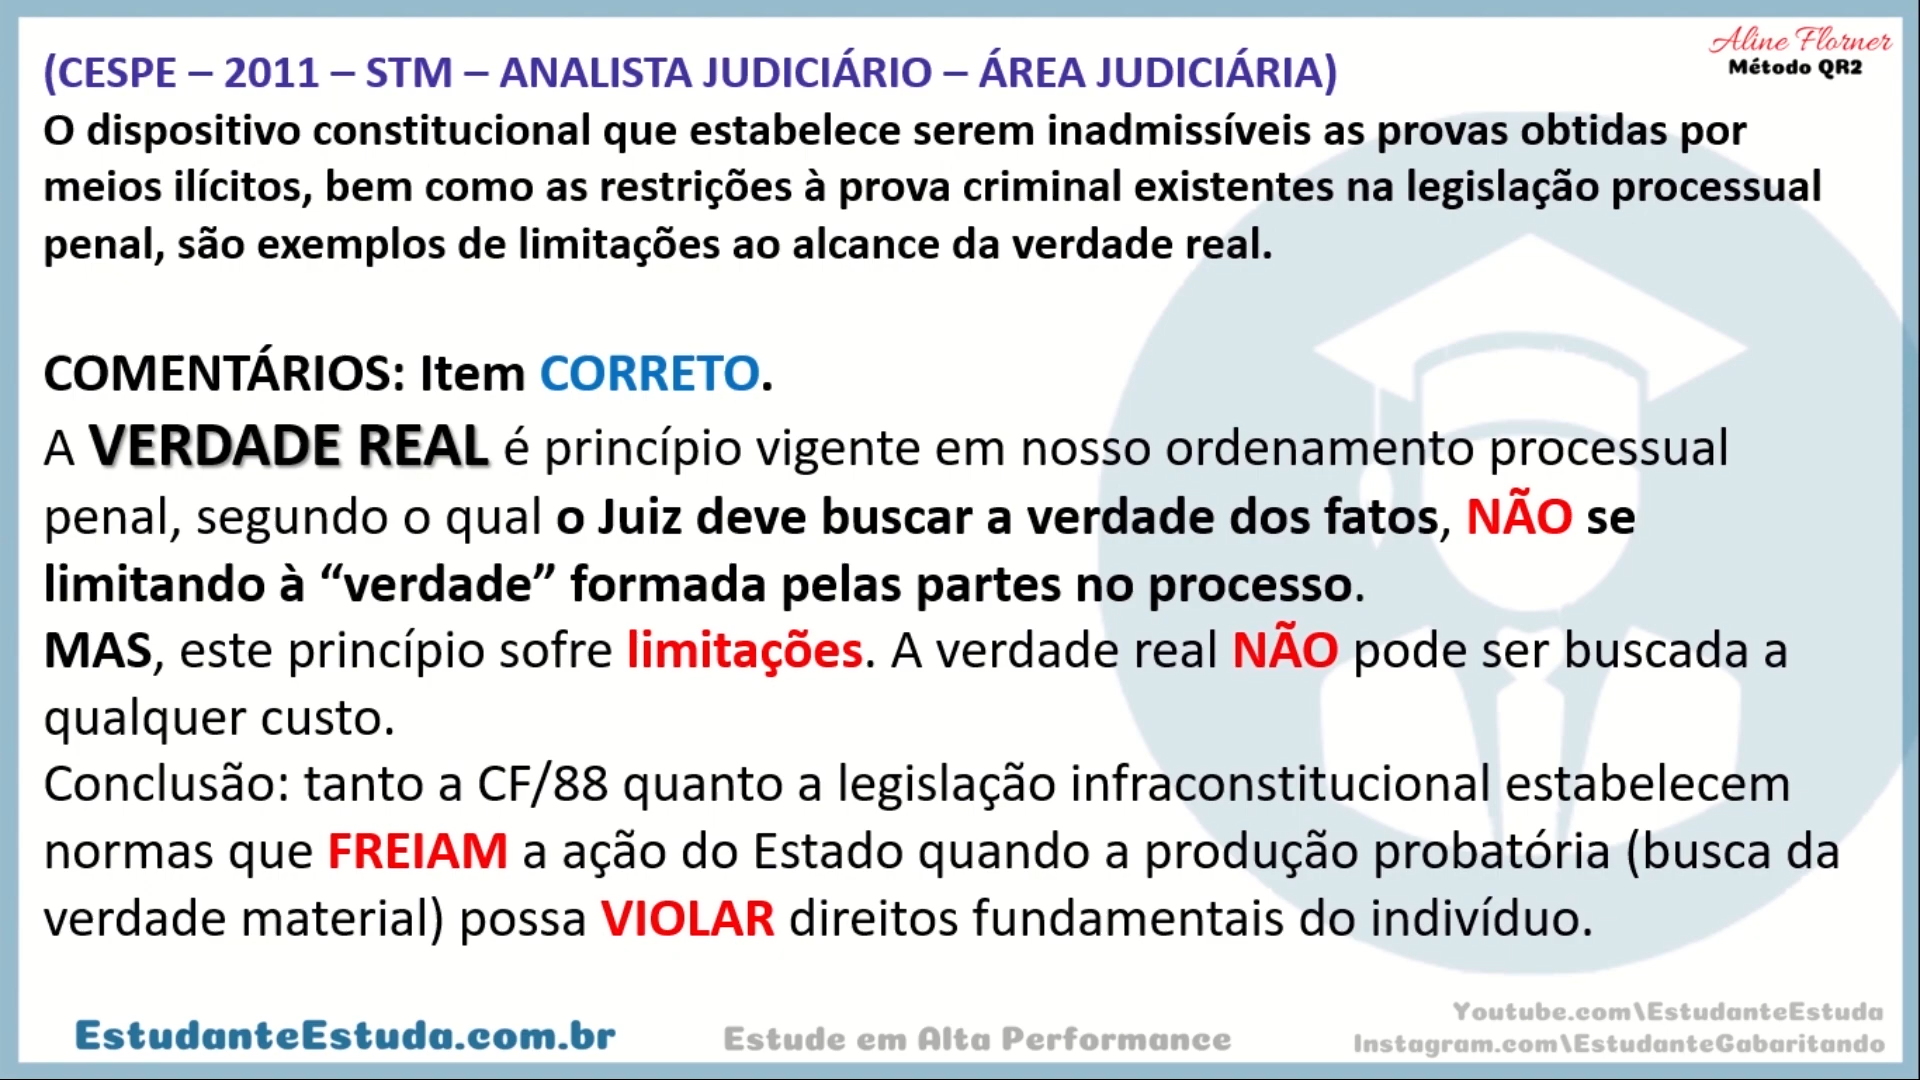 Aline Florner
Método QR2
(CESPE – 2011 – STM – ANALISTA JUDICIÁRIO – ÁREA JUDICIÁRIA)
O dispositivo constitucional que estabelece serem inadmissíveis as provas obtidas por
meios ilícitos, bem como as restrições à prova criminal existentes na legislação processual
penal, são exemplos de limitações ao alcance da verdade real.
COMENTÁRIOS: Item CORRETO.
A VERDADE REAL é princípio vigente em nosso ordenamento processual
penal, segundo o qual o Juiz deve buscar a verdade dos fatos, NÃO se
limitando à “verdade” formada pelas partes no processo.
MAS, este princípio sofre limitações. A verdade real NÃO pode ser buscada a
qualquer custo.
Conclusão: tanto a CF/88 quanto a legislação infraconstitucional estabelecem
normas que FREIAM a ação do Estado quando a produção probatória (busca da
verdade material) possa VIOLAR direitos fundamentais do indivíduo.
EstudanteEstuda.com.br
Estude em Alta Performance
Youtube.com\EstudanteEstuda
Instagram.com\EstudanteGabaritando